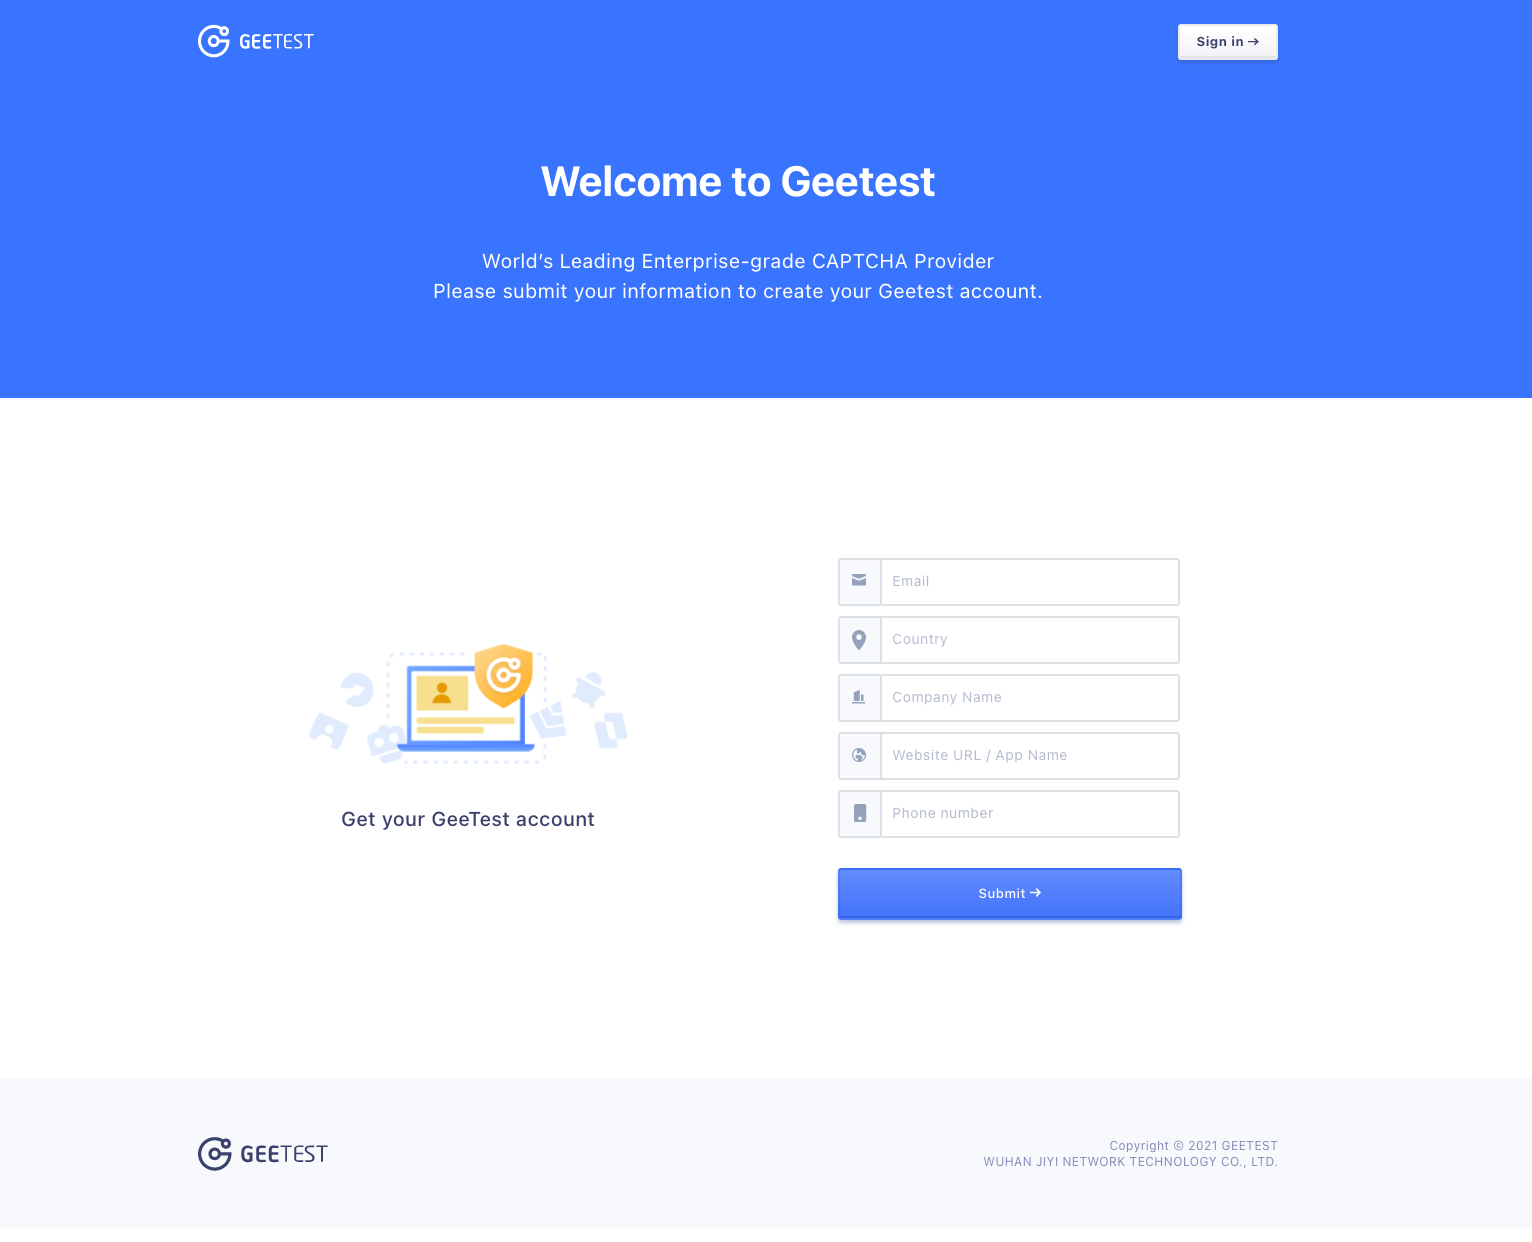 GEETEST
Sign in →
Welcome to Geetest
World's Leading Enterprise-grade CAPTCHA Provider
Please submit your information to create your Geetest account.
Email
Country
Company Name
Website URL / App Name
Phone number
Get your GeeTest account
Submit →
GEETEST
Copyright © 2021 GEETEST
WUHAN JIYI NETWORK TECHNOLOGY CO., LTD.